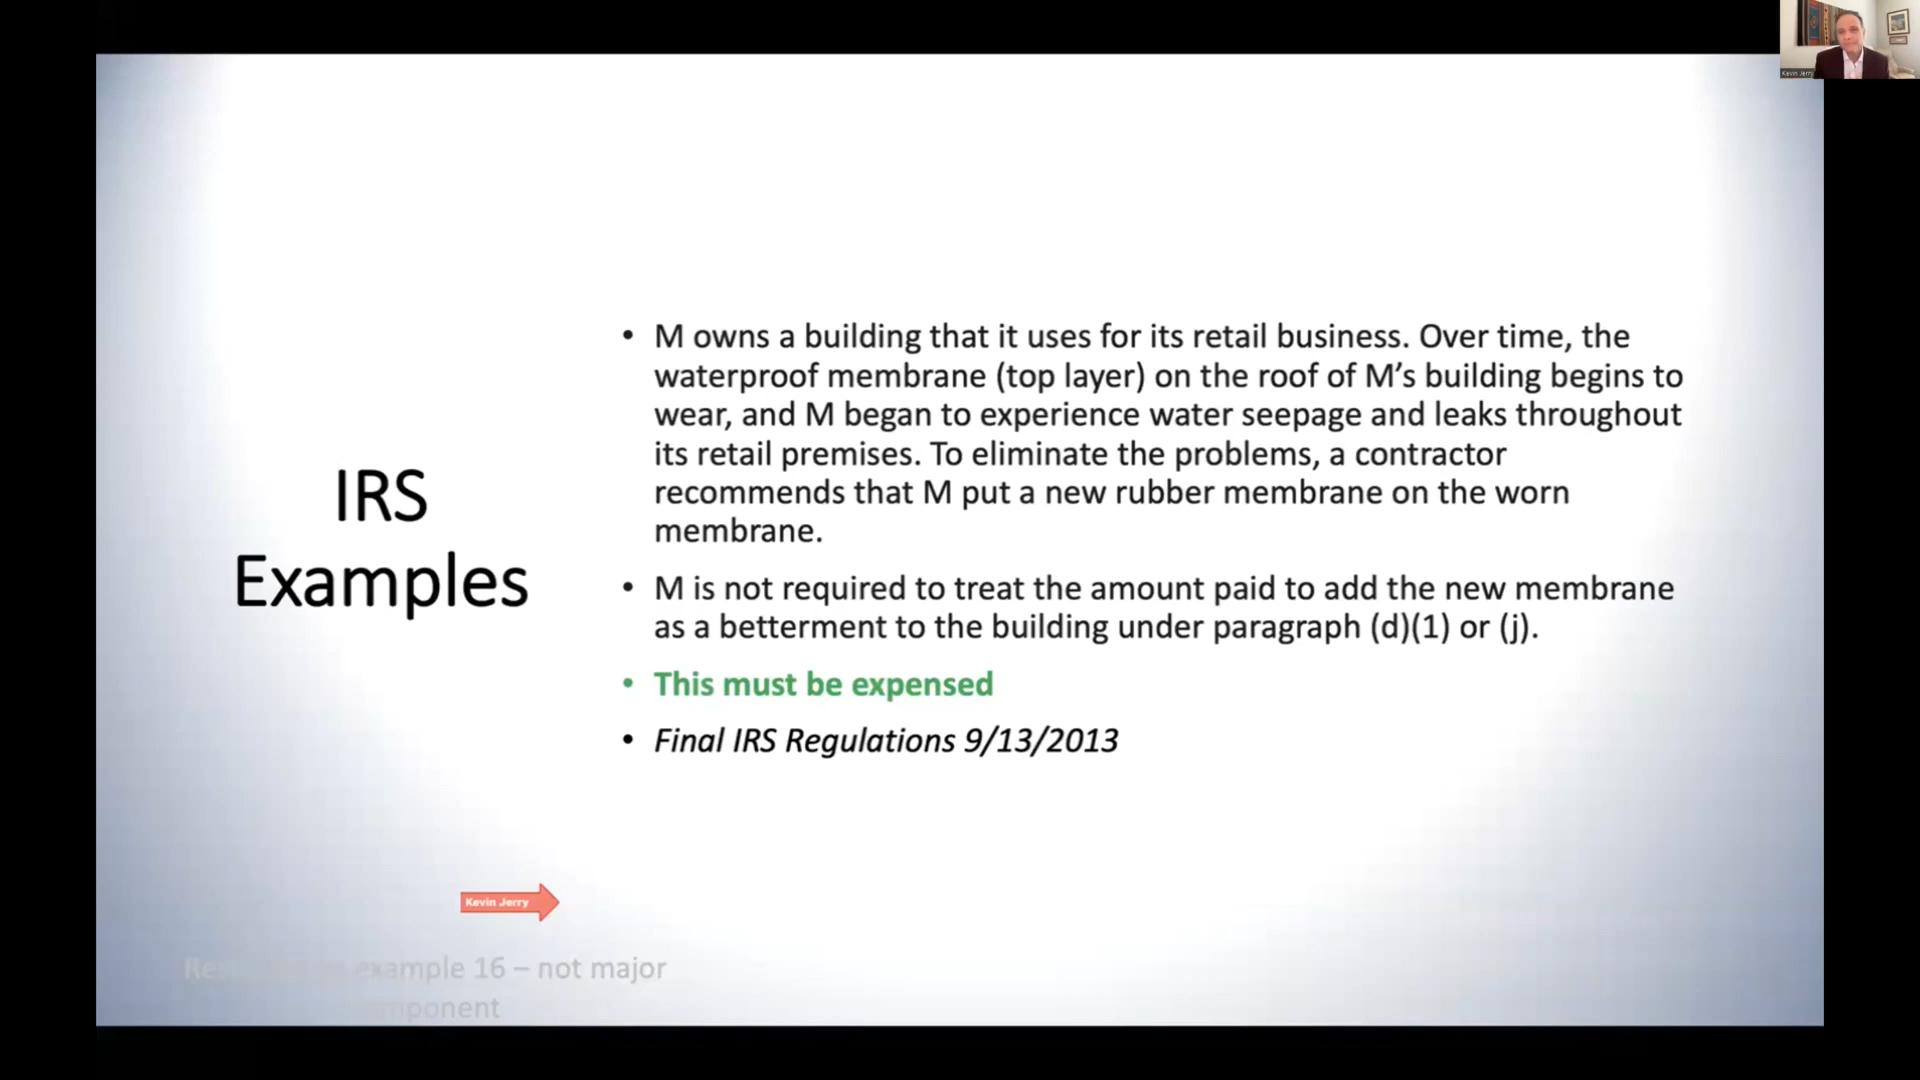 Kevin Jerry
IRS
Examples
• M owns a building that it uses for its retail business. Over time, the
waterproof membrane (top layer) on the roof of M's building begins to
wear, and M began to experience water seepage and leaks throughout
its retail premises. To eliminate the problems, a contractor
recommends that M put a new rubber membrane on the worn
membrane.
• M is not required to treat the amount paid to add the new membrane
as a betterment to the building under paragraph (d)(1) or (j).
• This must be expensed
• Final IRS Regulations 9/13/2013
Kevin Jerry
example 16 – not major